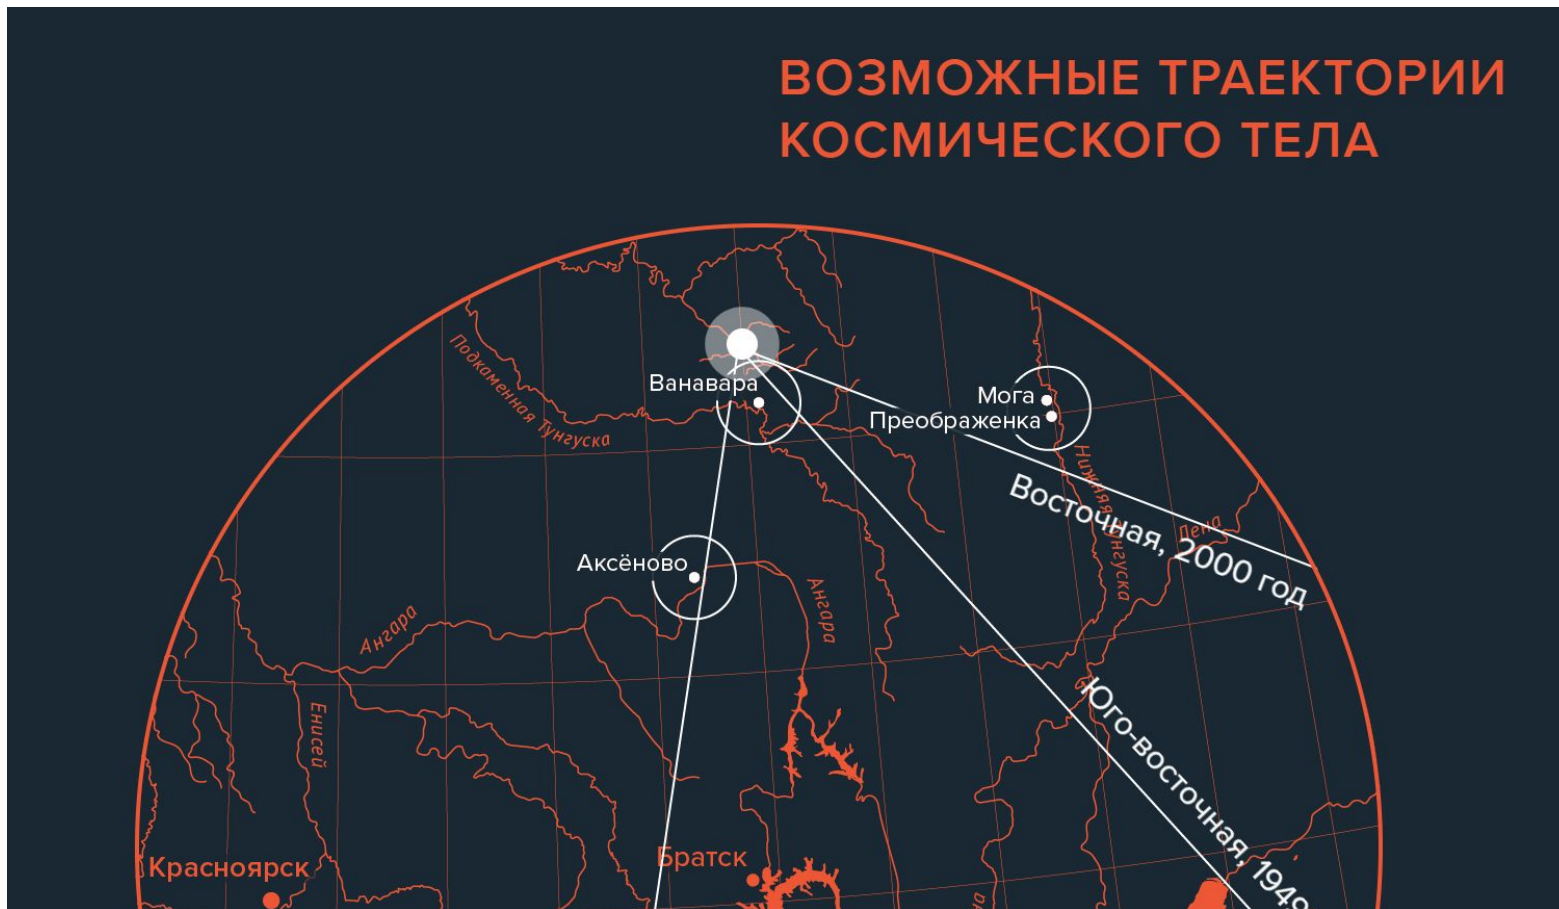 ВОЗМОЖНЫЕ ТРАЕКТОРИИ
КОСМИЧЕСКОГО ТЕЛА
Подкаменная Тунгуска
Ванавара
Мога
Преображенка
Нижняя Тунгуска
Восточная, 2000 год
Лена
Аксёново
Ангара
Ангара
Енисей
Юго-восточная, 1949
Красноярск
Братск